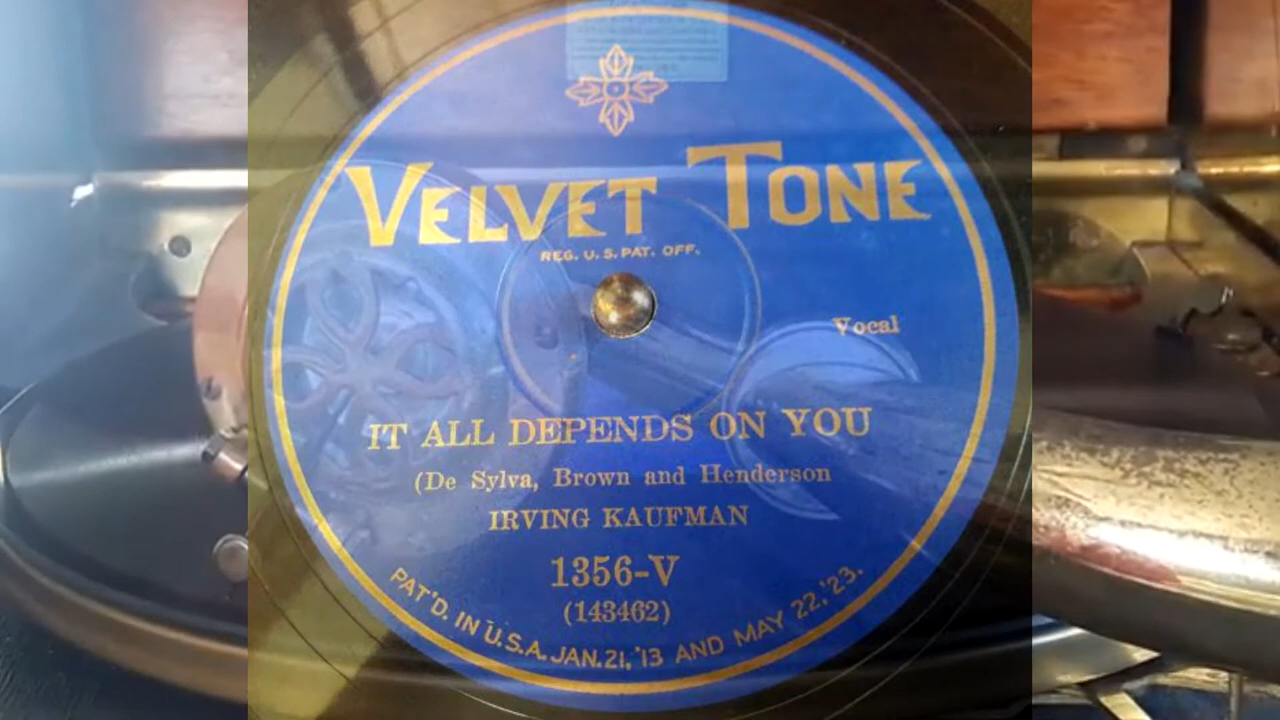 VELVET TONE
REG. U.S. PAT. OFF.
Vocal
IT ALL DEPENDS ON YOU
(De Sylva, Brown and Henderson
IRVING KAUFMAN
1356-V
(143462)
PAT'D. IN U.S.A. JAN. 21, '13 AND MAY 22, '23.